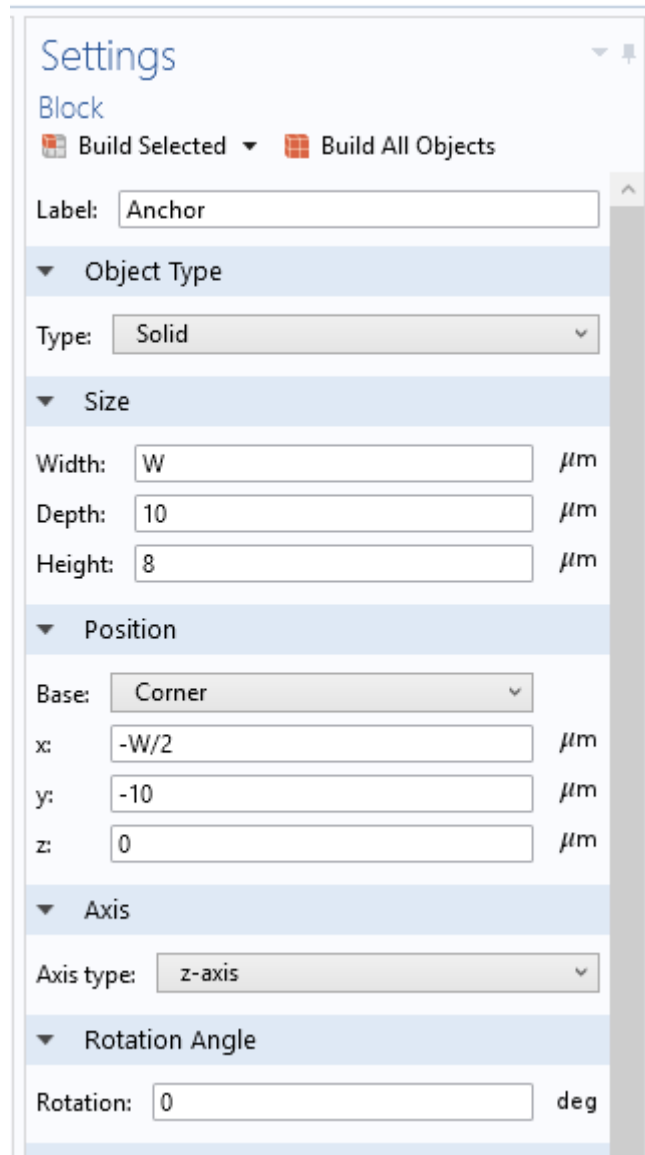 Settings
Block
Build Selected Build All Objects
Label: Anchor
Object Type
Type: Solid
Size
Width: W μm
Depth: 10 μm
Height: 8 μm
Position
Base: Corner
x: -W/2 μm
y: -10 μm
z: 0 μm
Axis
Axis type: z-axis
Rotation Angle
Rotation: 0 deg